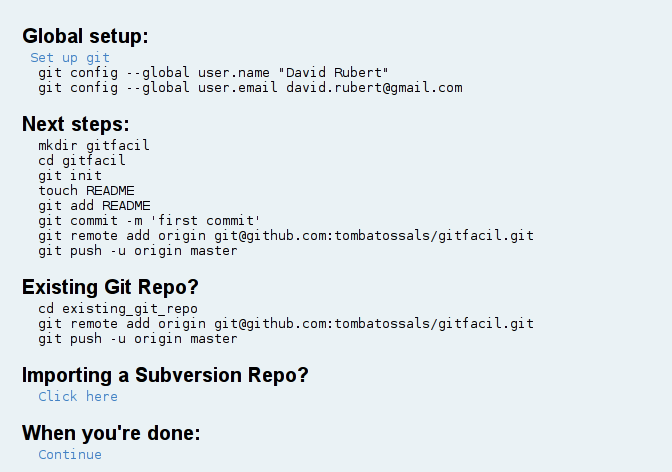 Global setup:
Set up git
git config --global user.name "David Rubert"
git config --global user.email david.rubert@gmail.com
Next steps:
mkdir gitfacil
cd gitfacil
git init
touch README
git add README
git commit -m 'first commit'
git remote add origin git@github.com:tombatossals/gitfacil.git
git push -u origin master
Existing Git Repo?
cd existing_git_repo
git remote add origin git@github.com:tombatossals/gitfacil.git
git push -u origin master
Importing a Subversion Repo?
Click here
When you're done:
Continue